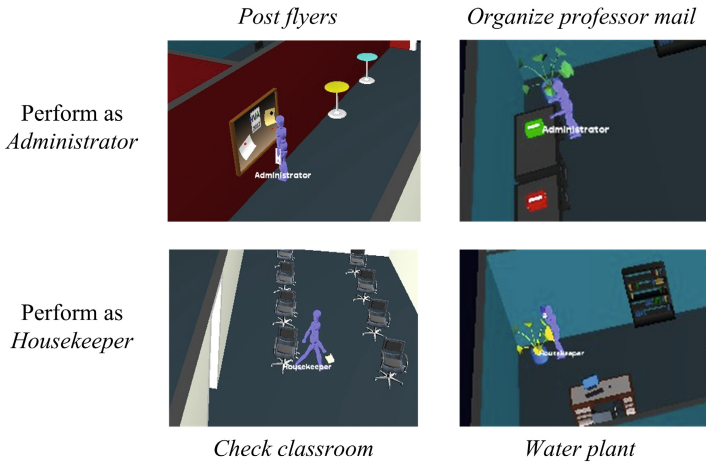 Post flyers
Organize professor mail
Perform as
Administrator
Administrator
Administrator
Perform as
Housekeeper
Housekeeper
Housekeeper
Check classroom
Water plant